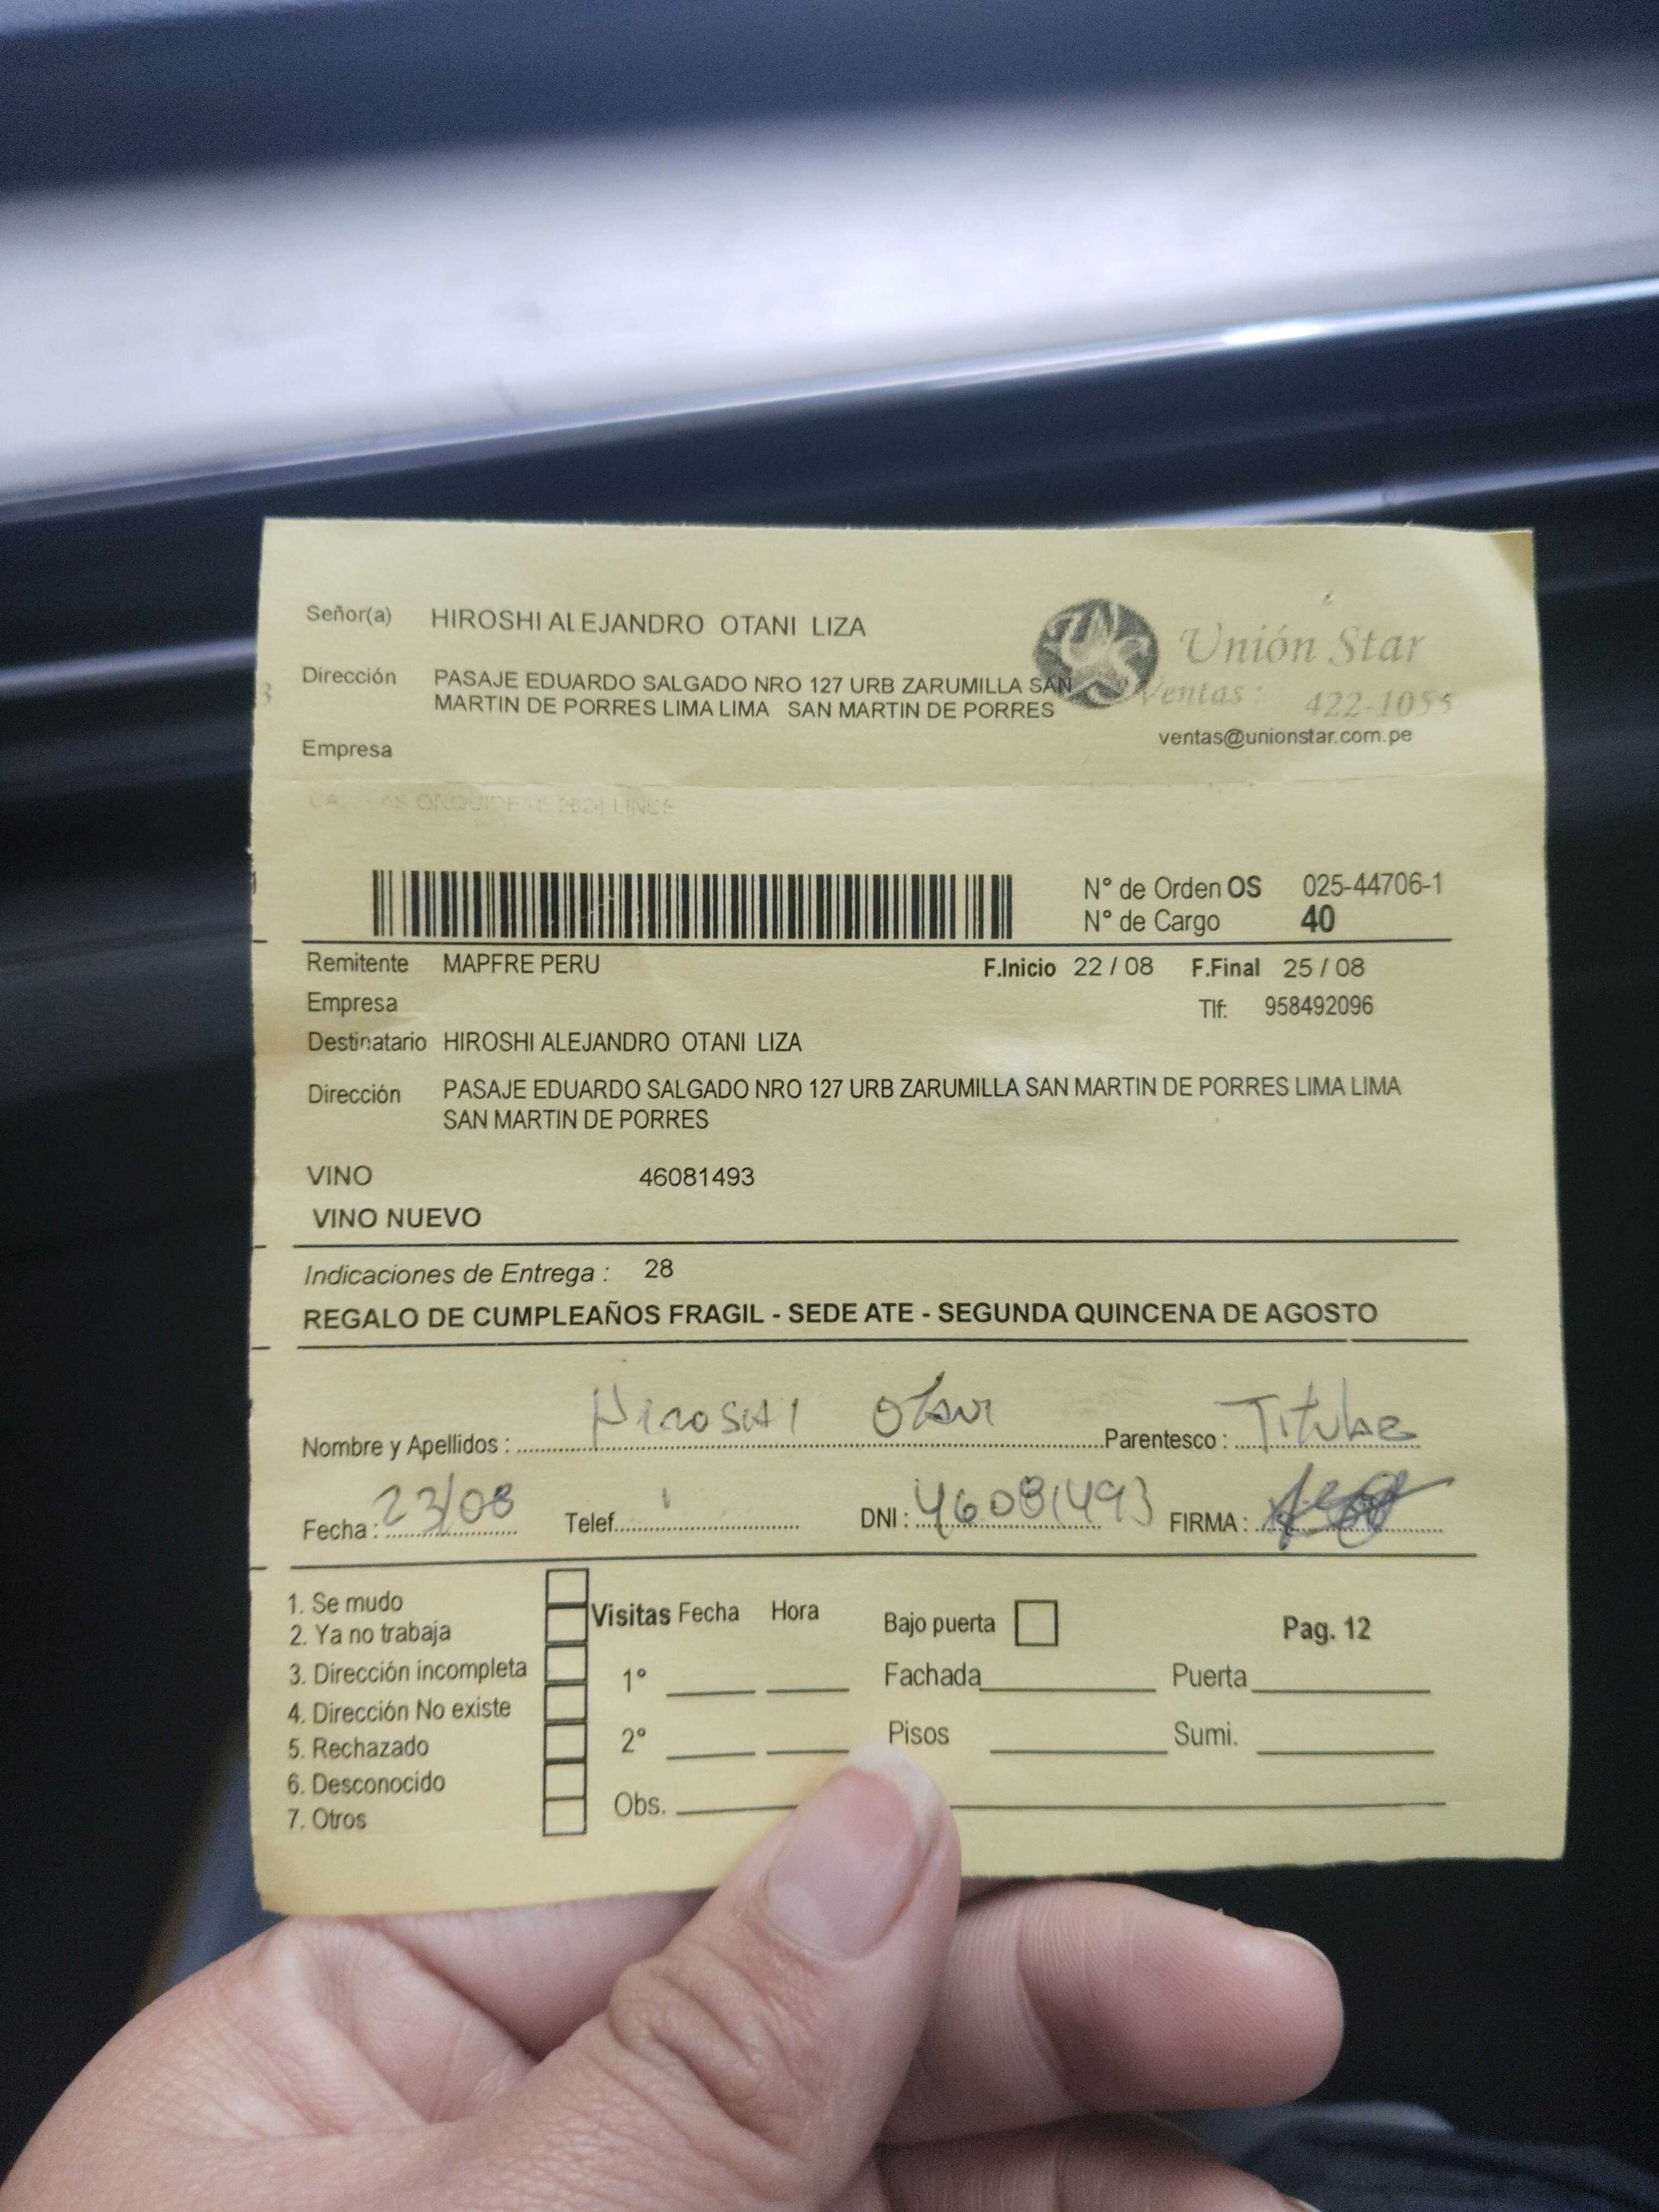 Señor(a) HIROSHI ALEJANDRO OTANI LIZA
Unión Star
Dirección PASAJE EDUARDO SALGADO NRO 127 URB ZARUMILLA SAN
MARTIN DE PORRES LIMA LIMA SAN MARTIN DE PORRES
Ventas: 422-1055
ventas@unionstar.com.pe
Empresa
ORQUIDEAS LINCE
N° de Orden OS 025-44706-1
N° de Cargo 40
Remitente MAPFRE PERU F.Inicio 22 / 08 F.Final 25 / 08
Empresa Tlf: 958492096
Destinatario HIROSHI ALEJANDRO OTANI LIZA
Dirección PASAJE EDUARDO SALGADO NRO 127 URB ZARUMILLA SAN MARTIN DE PORRES LIMA LIMA
SAN MARTIN DE PORRES
VINO 46081493
VINO NUEVO
Indicaciones de Entrega : 28
REGALO DE CUMPLEAÑOS FRAGIL - SEDE ATE - SEGUNDA QUINCENA DE AGOSTO
Nombre y Apellidos : HIROSHI Otani Parentesco : Titular
Fecha : 23/08 Telef. DNI : 46081493 FIRMA :
1. Se mudo
2. Ya no trabaja
3. Dirección incompleta
4. Dirección No existe
5. Rechazado
6. Desconocido
7. Otros
Visitas Fecha Hora
1°
2°
Obs.
Bajo puerta Pag. 12
Fachada Puerta
Pisos Sumi.